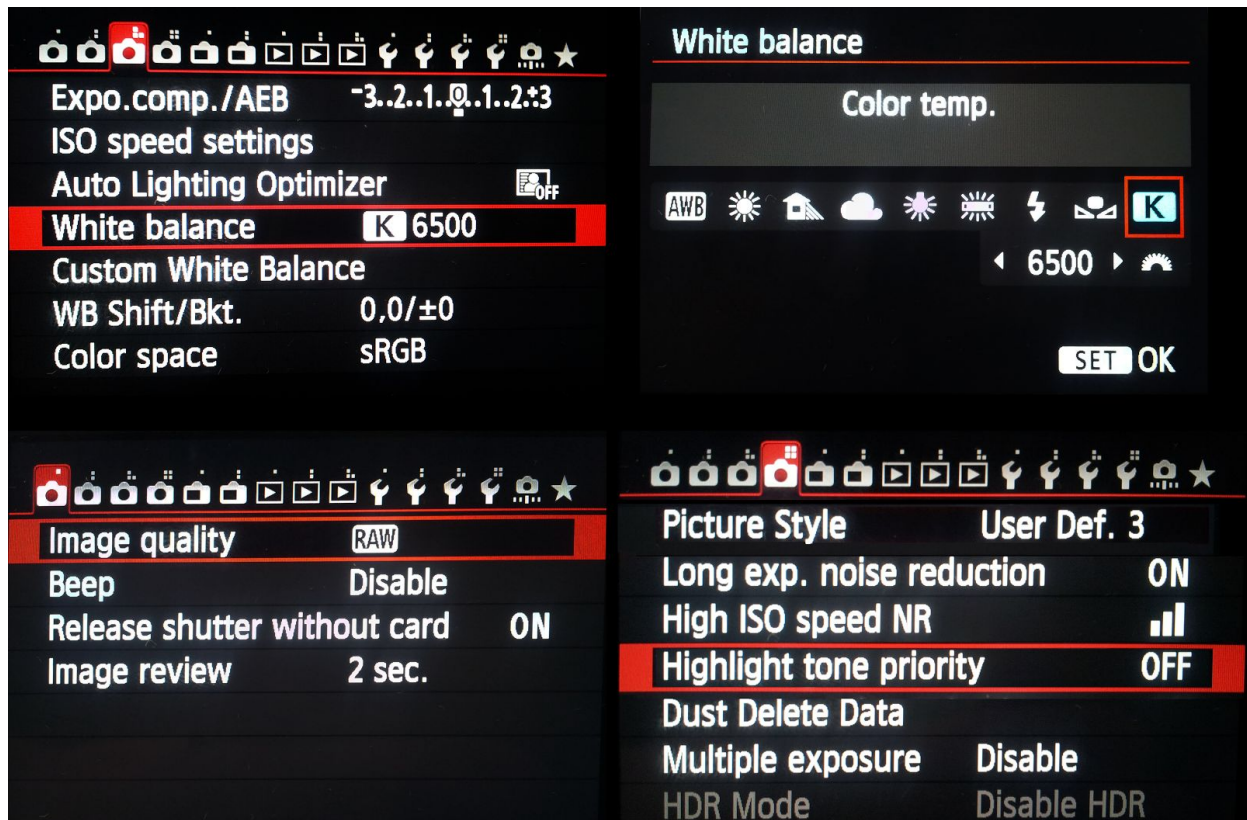 Expo.comp./AEB -3..2..1..0..1..2.+3
ISO speed settings
Auto Lighting Optimizer OFF
White balance K 6500
Custom White Balance
WB Shift/Bkt. 0,0/±0
Color space sRGB
White balance
Color temp.
AWB K
6500
SET OK
Image quality RAW
Beep Disable
Release shutter without card ON
Image review 2 sec.
Picture Style User Def. 3
Long exp. noise reduction ON
High ISO speed NR
Highlight tone priority OFF
Dust Delete Data
Multiple exposure Disable
HDR Mode Disable HDR